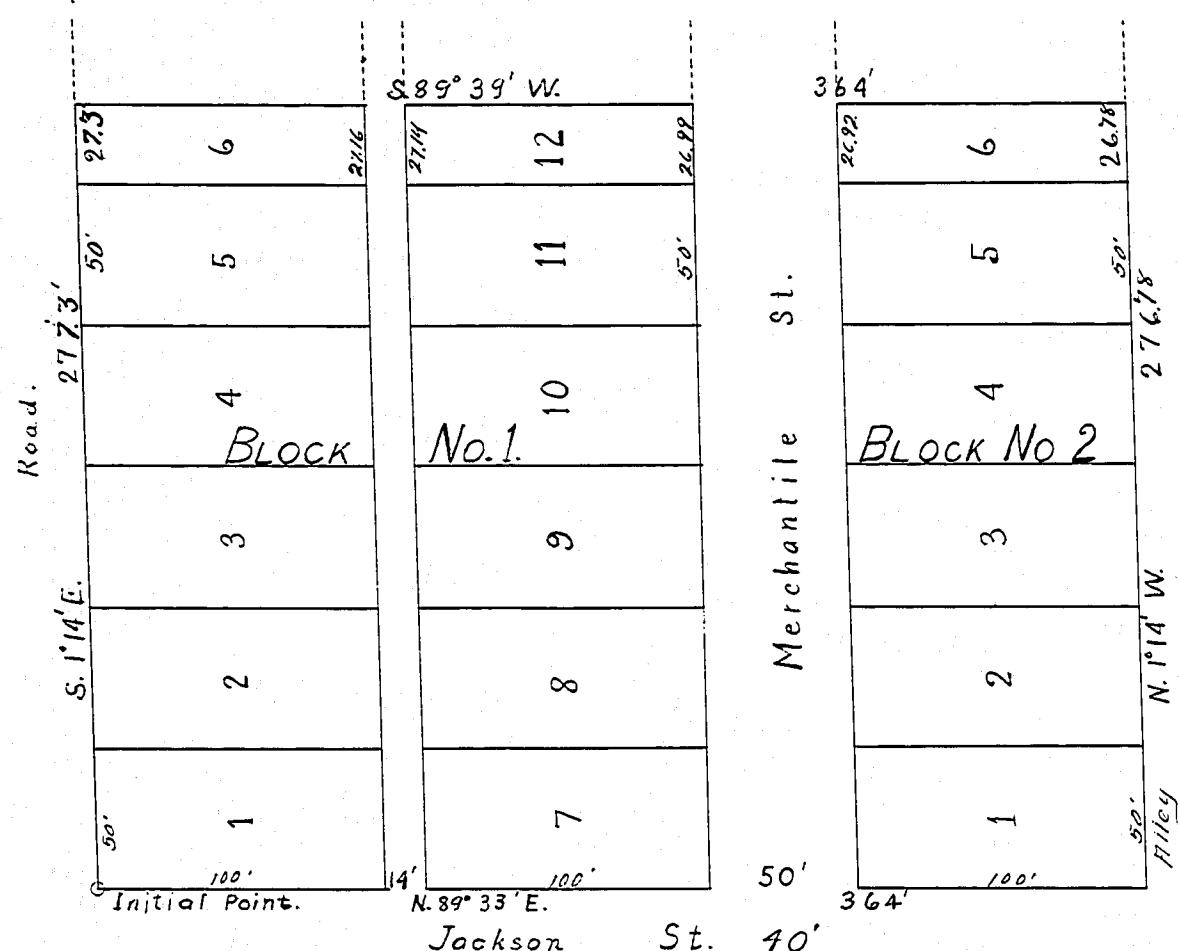 S. 89° 39' W. 364'
27.3 6 27.16 27.14 12 26.99 26.92 6 26.78
50' 5 11 50' 5 50'
277.3' 4 10 4 276.78
Road. BLOCK No. 1. Merchantile St. BLOCK No 2
3 9 3
S. 1° 14' E. 2 8 2 N. 1° 14' W.
50' 1 7 1 50' Alley
100' 14' 100' 50' 100'
Initial Point. N. 89° 33' E. 364'
Jackson St. 40'